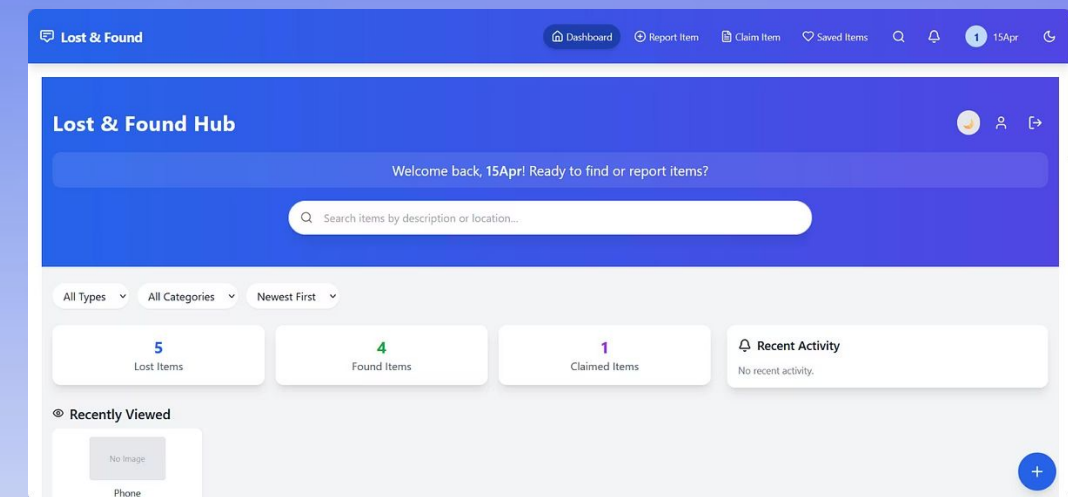 Lost & Found
Dashboard
Report Item
Claim Item
Saved Items
1
15Apr
Lost & Found Hub
Welcome back, 15Apr! Ready to find or report items?
Search items by description or location...
All Types
All Categories
Newest First
5
Lost Items
4
Found Items
1
Claimed Items
Recent Activity
No recent activity.
Recently Viewed
No Image
Phone